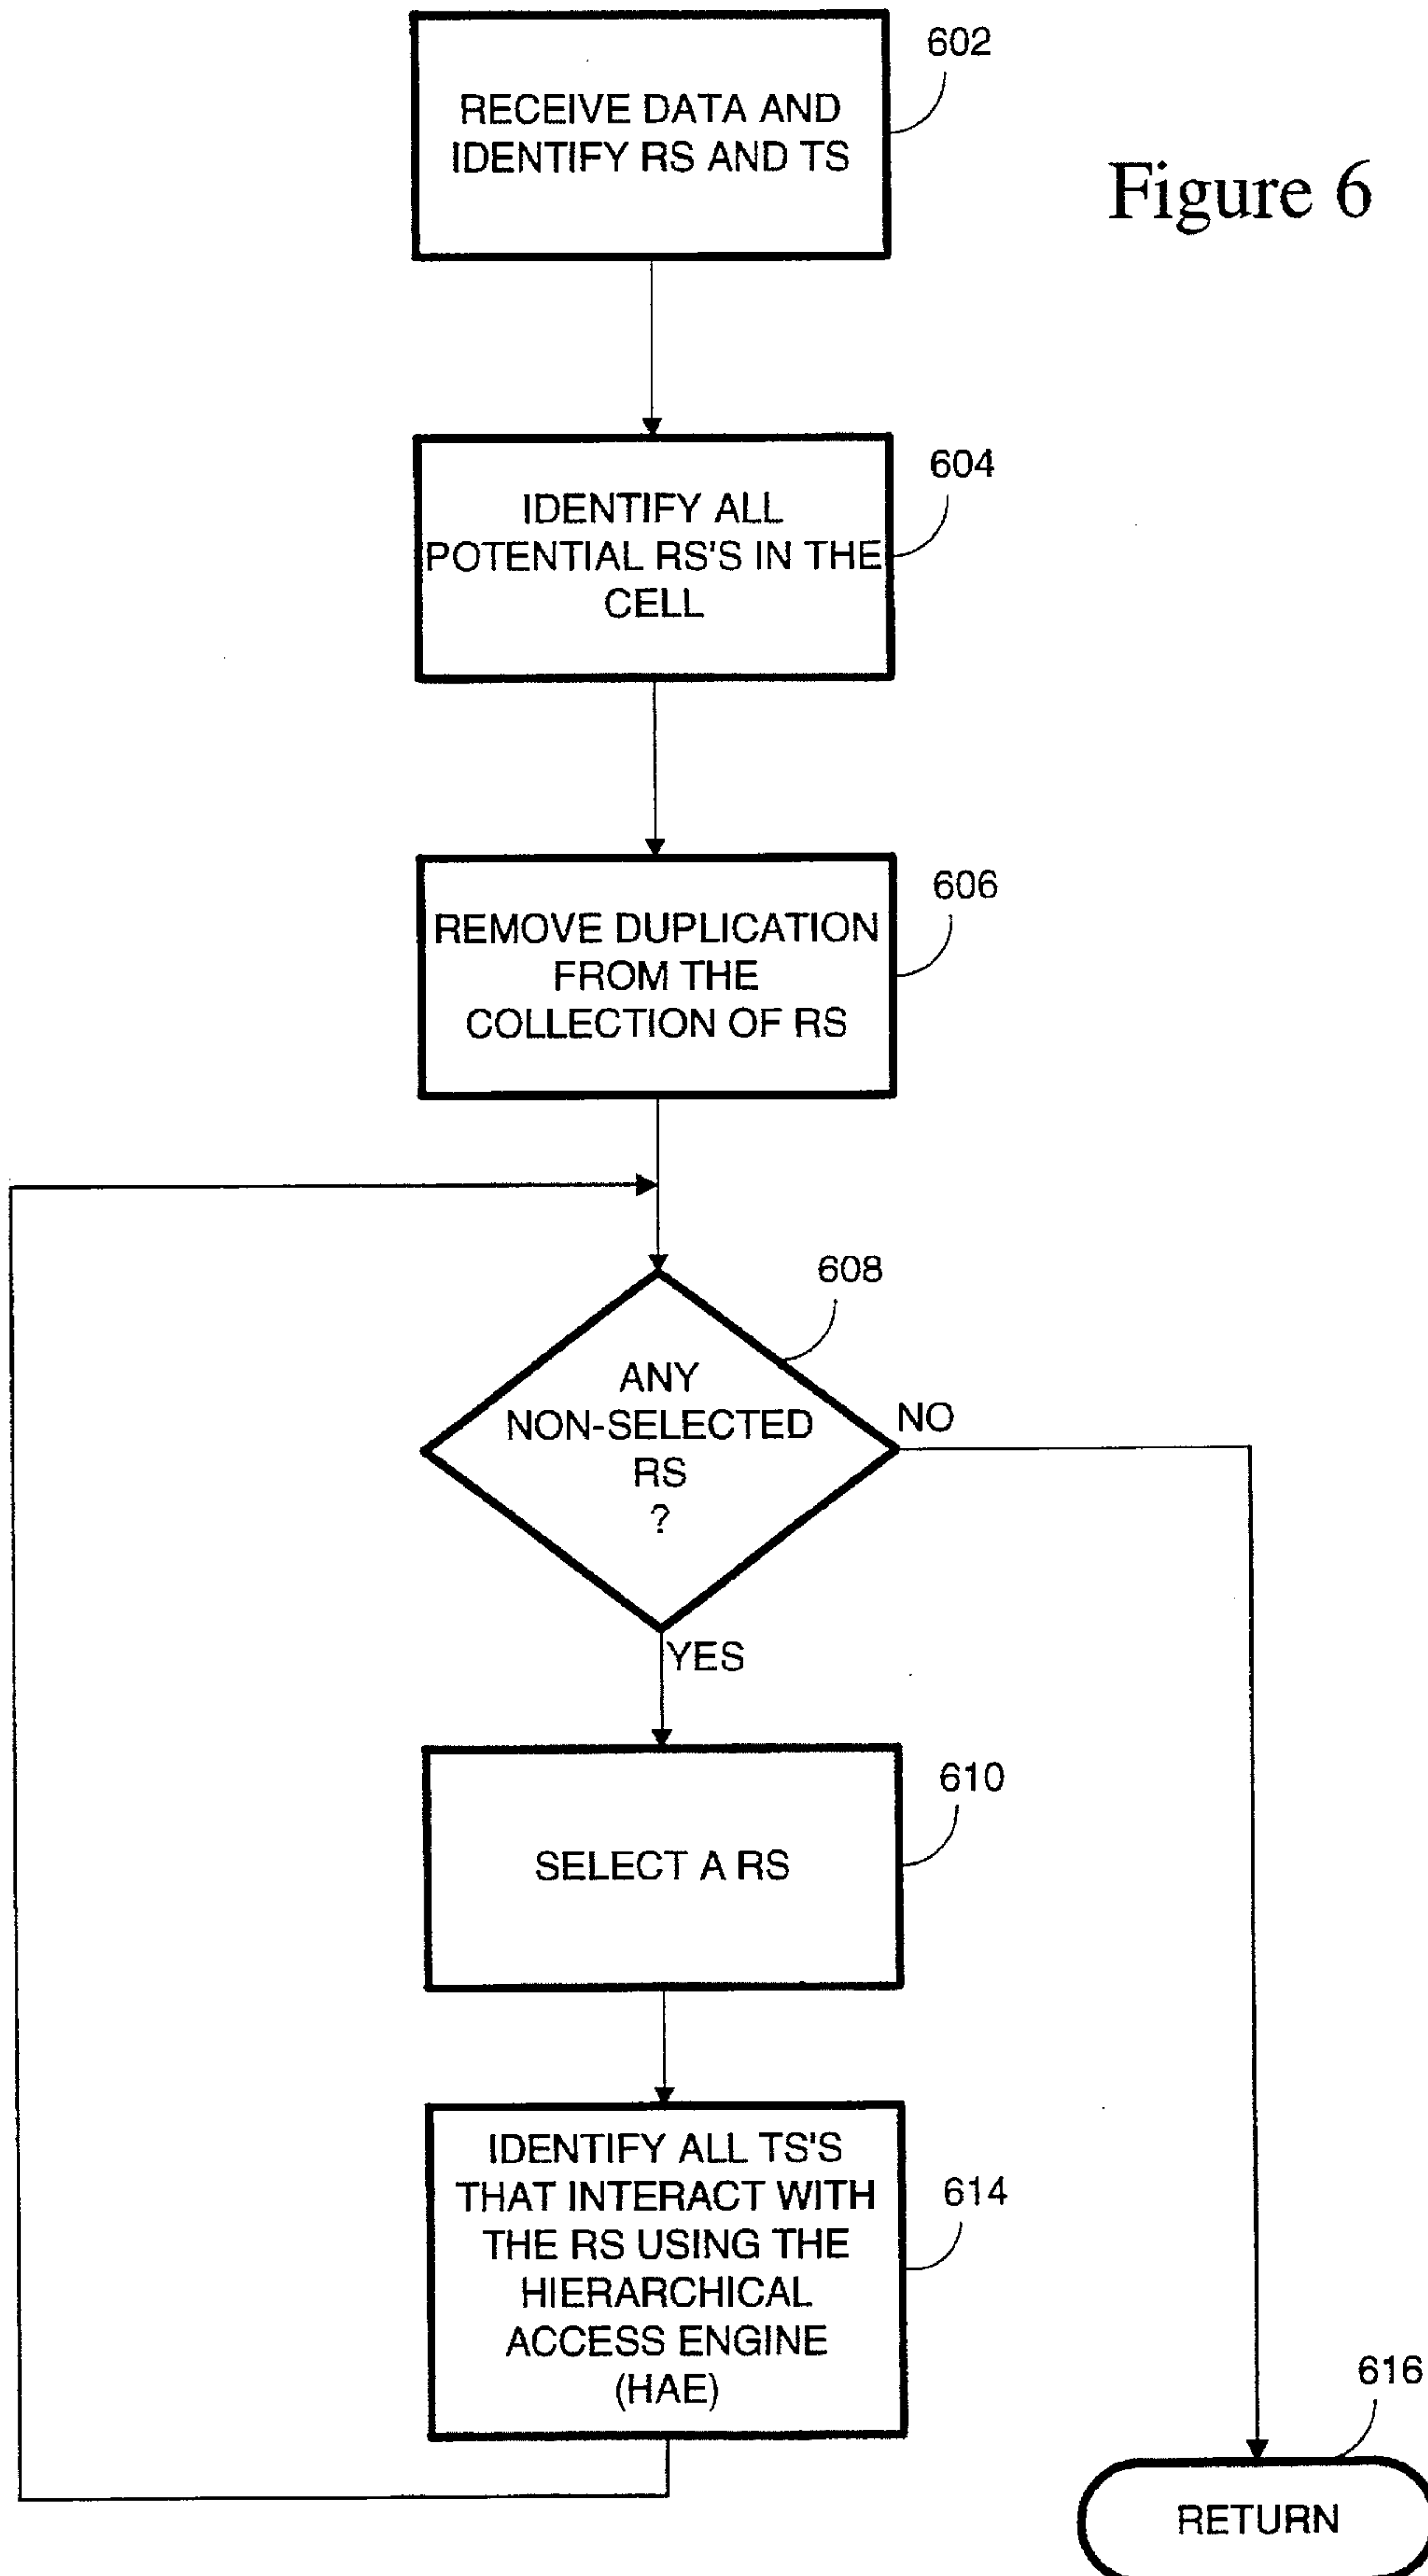 602
RECEIVE DATA AND
IDENTIFY RS AND TS
Figure 6
604
IDENTIFY ALL
POTENTIAL RS'S IN THE
CELL
606
REMOVE DUPLICATION
FROM THE
COLLECTION OF RS
608
ANY
NON-SELECTED
RS
?
NO
YES
610
SELECT A RS
IDENTIFY ALL TS'S
THAT INTERACT WITH
THE RS USING THE
HIERARCHICAL
ACCESS ENGINE
(HAE)
614
616
RETURN